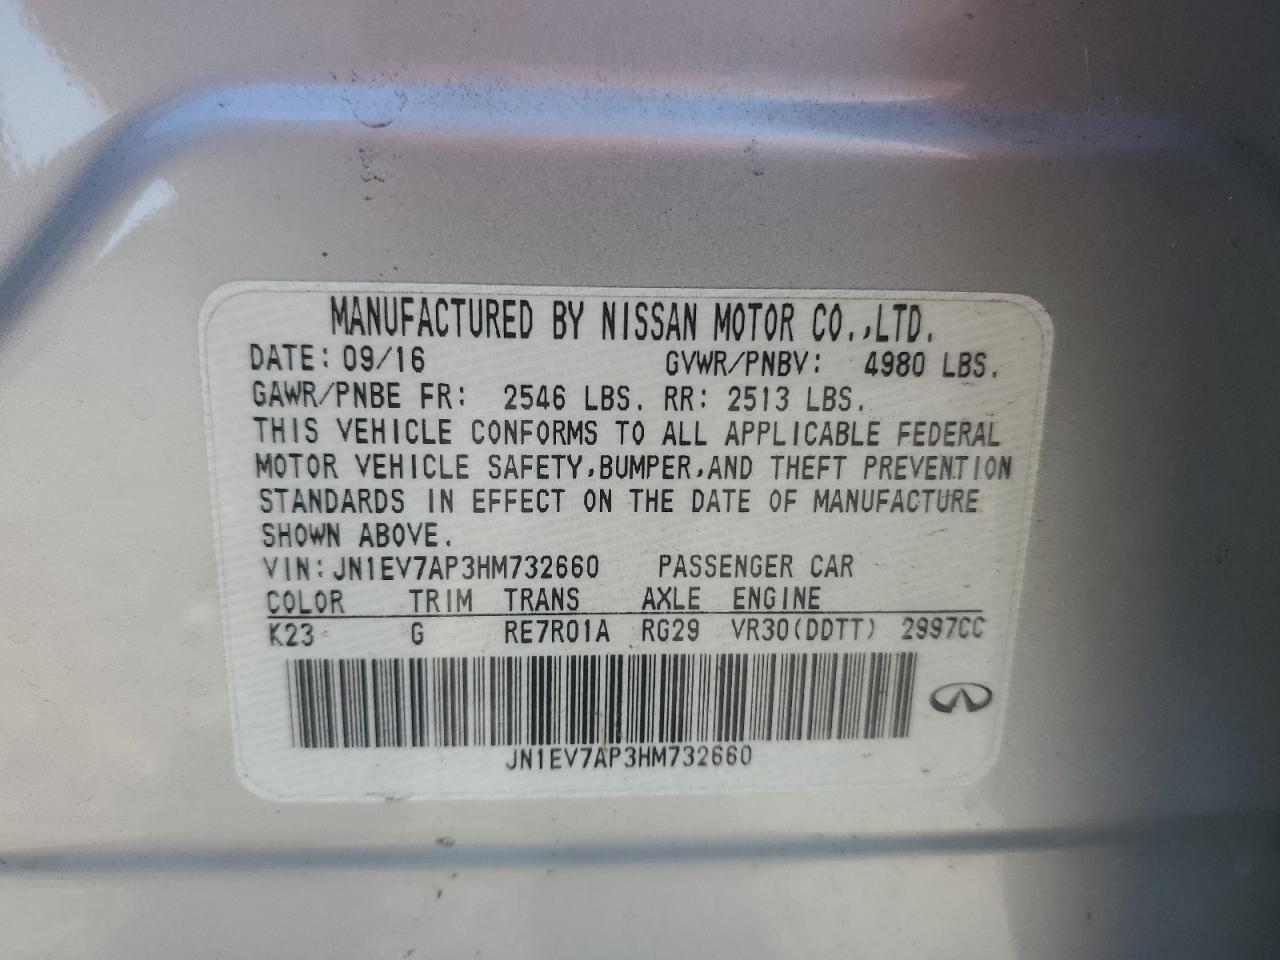 MANUFACTURED BY NISSAN MOTOR CO.,LTD.
DATE: 09/16 GVWR/PNBV: 4980 LBS.
GAWR/PNBE FR: 2546 LBS. RR: 2513 LBS.
THIS VEHICLE CONFORMS TO ALL APPLICABLE FEDERAL
MOTOR VEHICLE SAFETY,BUMPER,AND THEFT PREVENTION
STANDARDS IN EFFECT ON THE DATE OF MANUFACTURE
SHOWN ABOVE.
VIN: JN1EV7AP3HM732660 PASSENGER CAR
COLOR TRIM TRANS AXLE ENGINE
K23 G RE7R01A RG29 VR30(DDTT) 2997CC
JN1EV7AP3HM732660